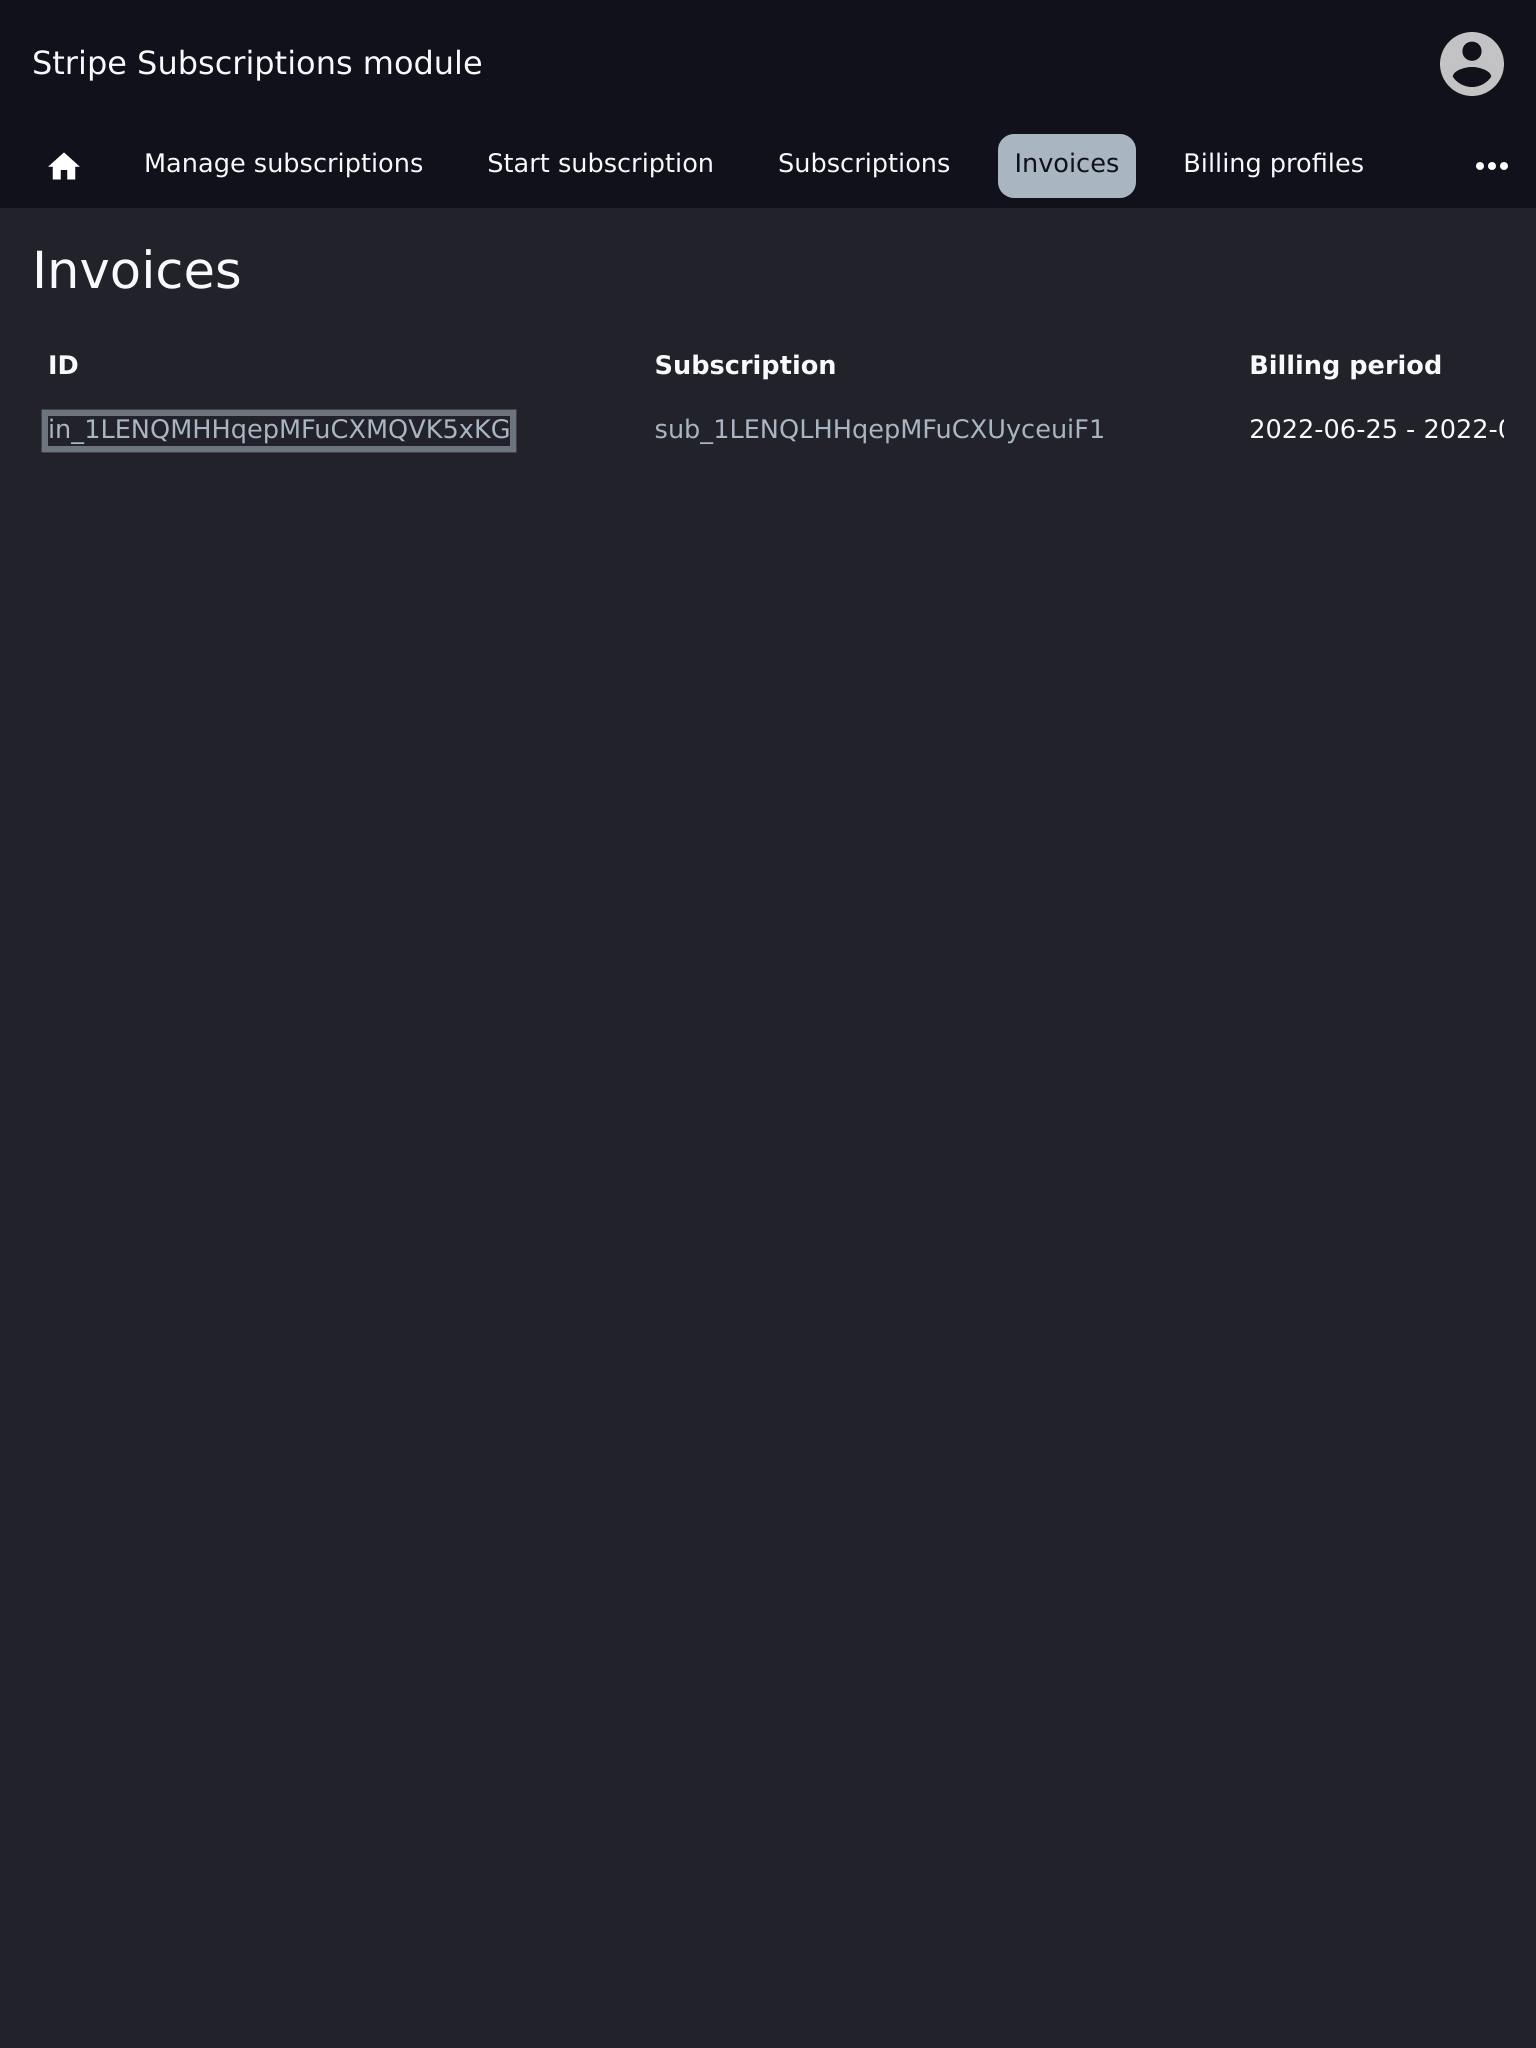 Stripe Subscriptions module
Manage subscriptions Start subscription Subscriptions Invoices Billing profiles
Invoices
ID Subscription Billing period
in_1LENQMHHqepMFuCXMQVK5xKG sub_1LENQLHHqepMFuCXUyceuiF1 2022-06-25 - 2022-